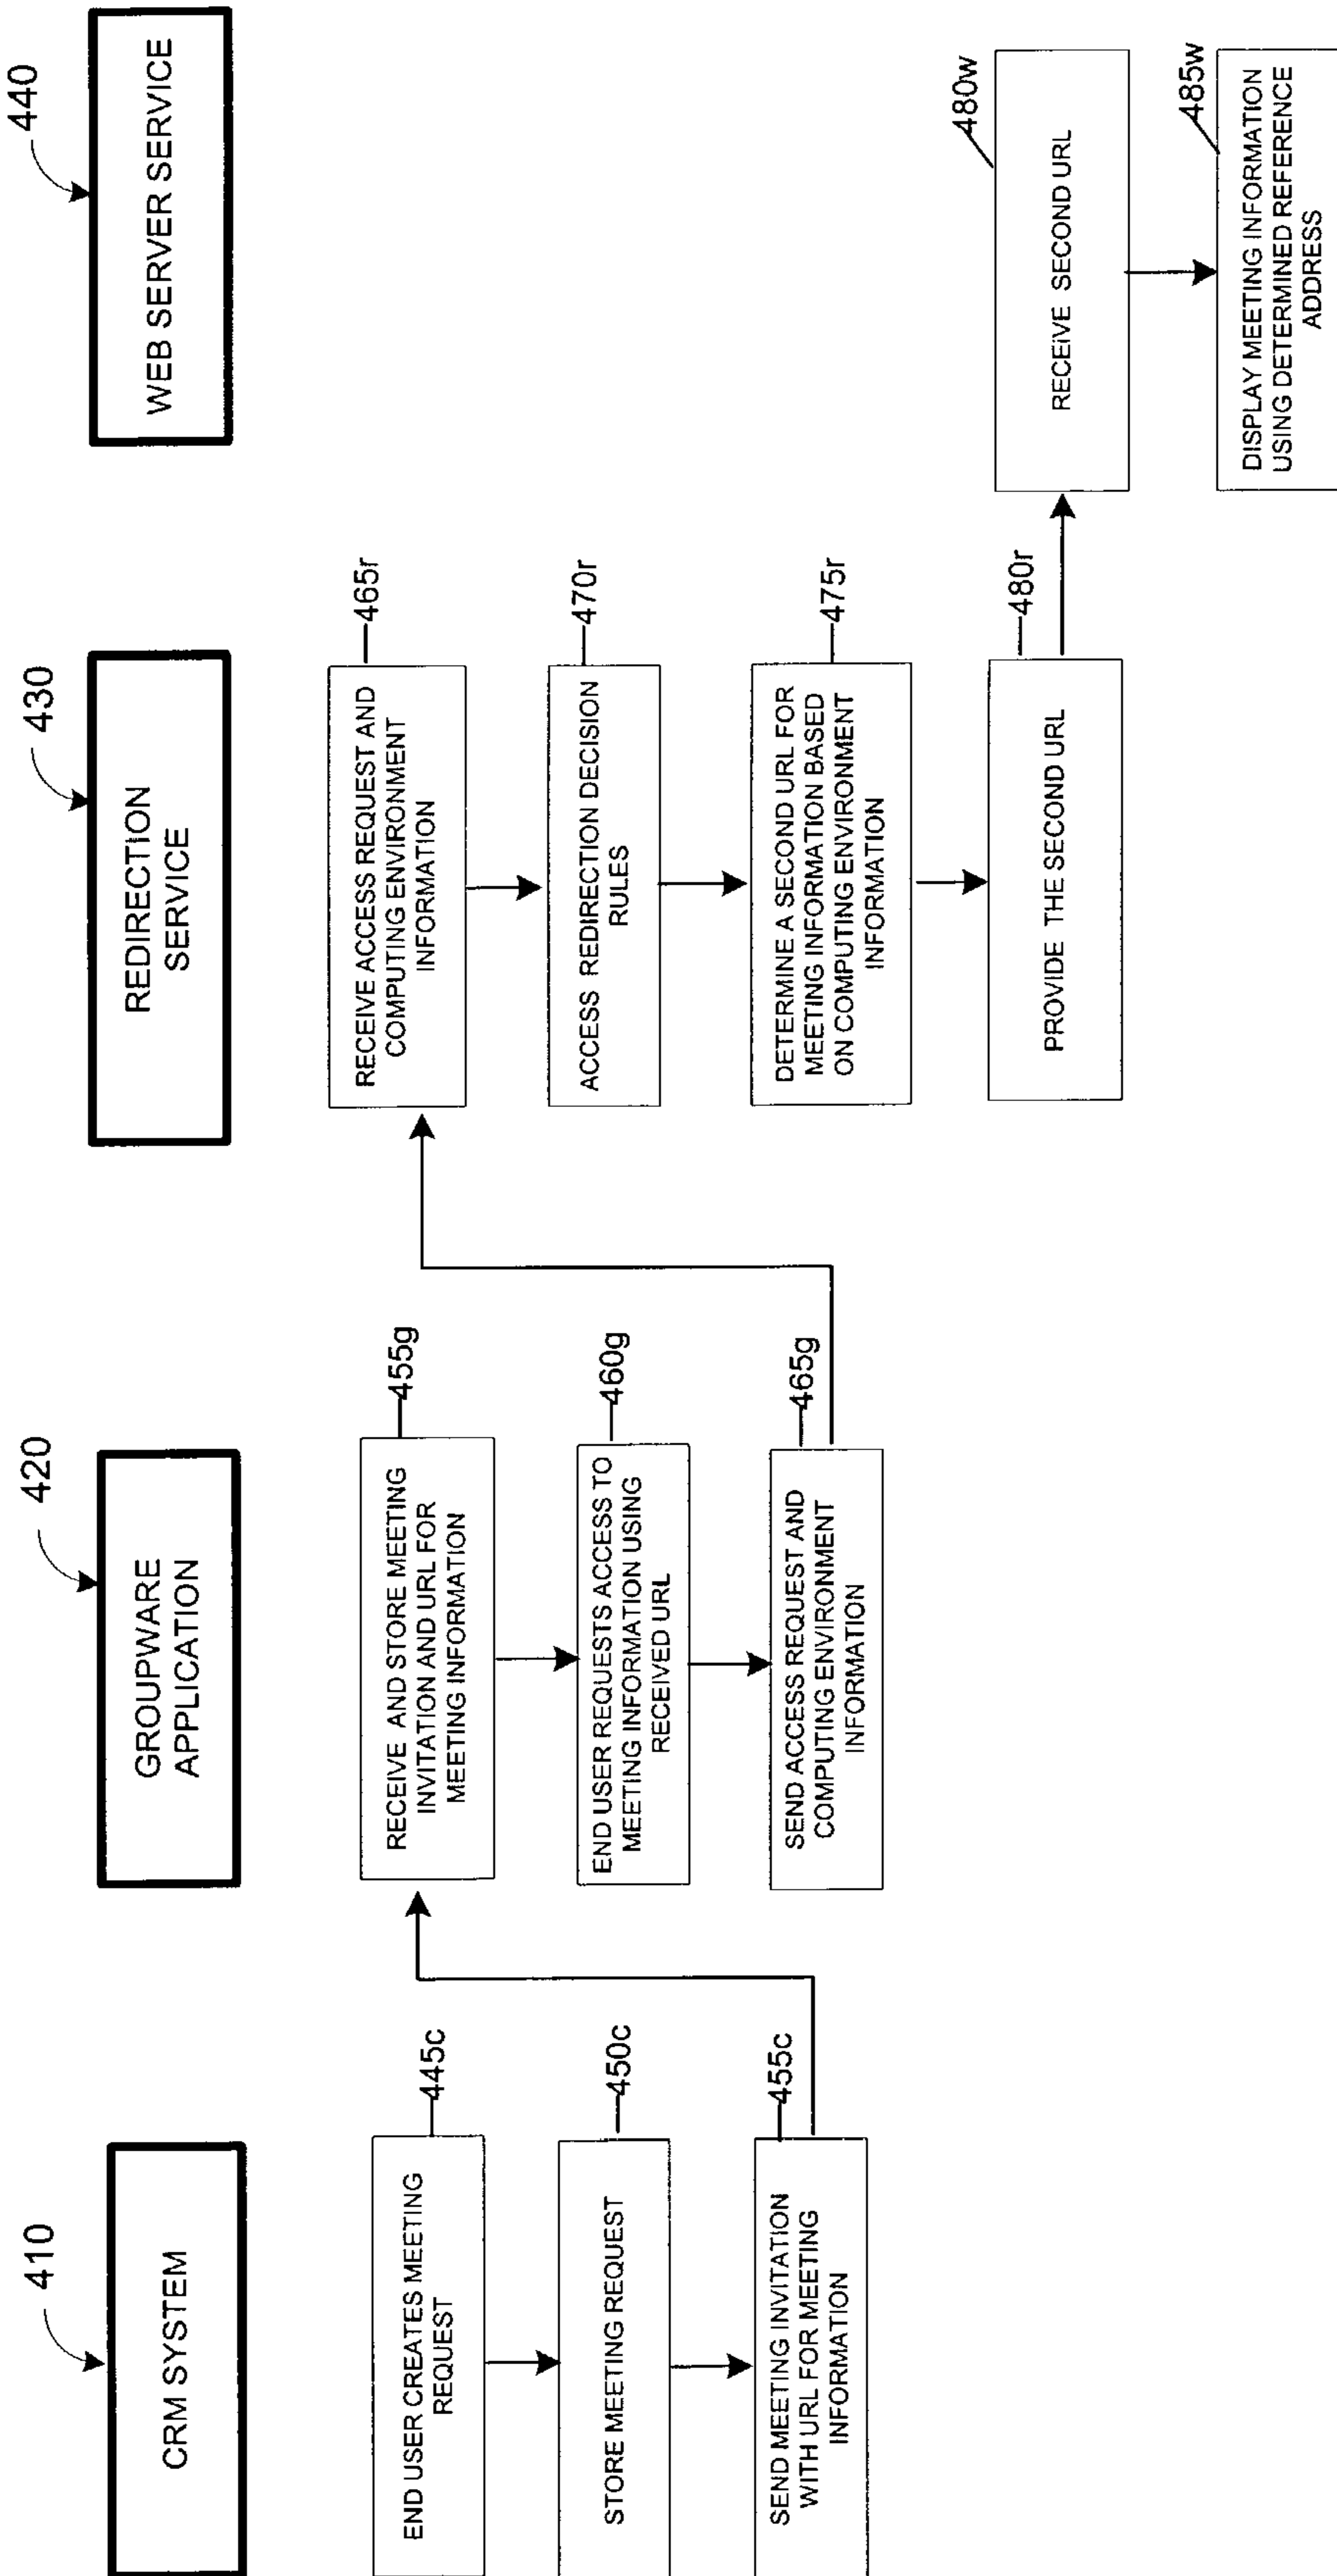 410
CRM SYSTEM
445c
END USER CREATES MEETING
REQUEST
450c
STORE MEETING REQUEST
455c
SEND MEETING INVITATION
WITH URL FOR MEETING
INFORMATION
420
GROUPWARE
APPLICATION
455g
RECEIVE AND STORE MEETING
INVITATION AND URL FOR
MEETING INFORMATION
460g
END USER REQUESTS ACCESS TO
MEETING INFORMATION USING
RECEIVED URL
465g
SEND ACCESS REQUEST AND
COMPUTING ENVIRONMENT
INFORMATION
430
REDIRECTION
SERVICE
465r
RECEIVE ACCESS REQUEST AND
COMPUTING ENVIRONMENT
INFORMATION
470r
ACCESS REDIRECTION DECISION
RULES
475r
DETERMINE A SECOND URL FOR
MEETING INFORMATION BASED
ON COMPUTING ENVIRONMENT
INFORMATION
480r
PROVIDE THE SECOND URL
440
WEB SERVER SERVICE
480w
RECEIVE SECOND URL
485w
DISPLAY MEETING INFORMATION
USING DETERMINED REFERENCE
ADDRESS